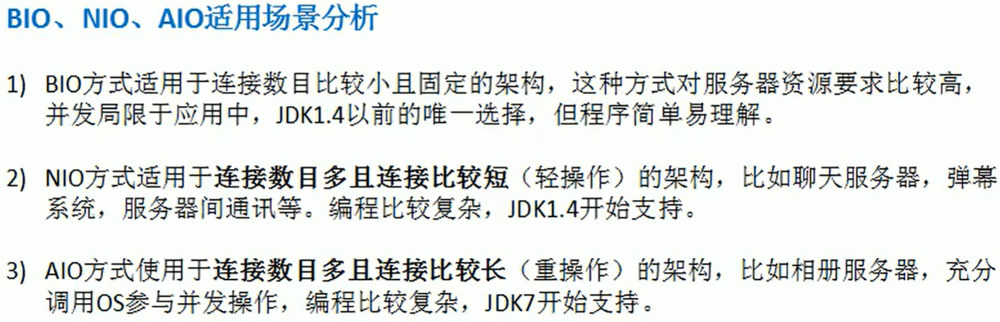 BIO、NIO、AIO适用场景分析
1) BIO方式适用于连接数目比较小且固定的架构，这种方式对服务器资源要求比较高，
并发局限于应用中，JDK1.4以前的唯一选择，但程序简单易理解。
2) NIO方式适用于连接数目多且连接比较短（轻操作）的架构，比如聊天服务器，弹幕
系统，服务器间通讯等。编程比较复杂，JDK1.4开始支持。
3) AIO方式使用于连接数目多且连接比较长（重操作）的架构，比如相册服务器，充分
调用OS参与并发操作，编程比较复杂，JDK7开始支持。